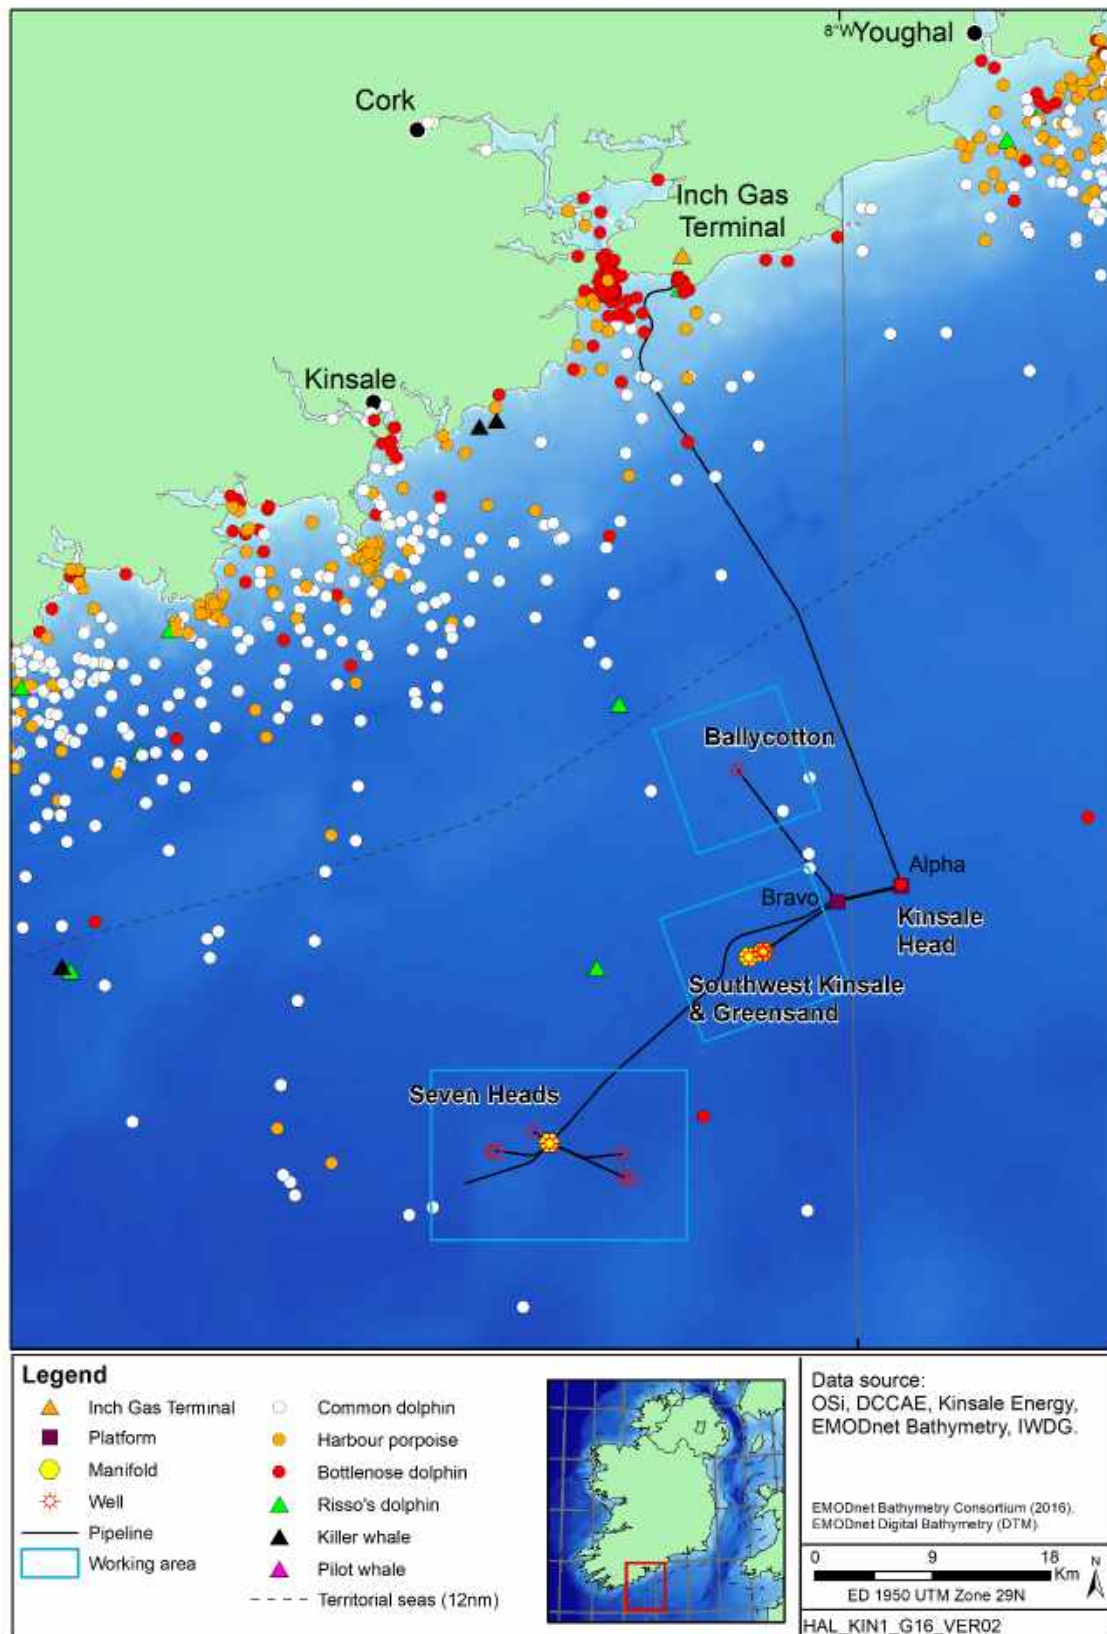 8°W
Youghal
Cork
Inch Gas
Terminal
Kinsale
Ballycotton
Alpha
Bravo
Kinsale
Head
Southwest Kinsale
& Greensand
Seven Heads
Legend
Inch Gas Terminal
Platform
Manifold
Well
Pipeline
Working area
Common dolphin
Harbour porpoise
Bottlenose dolphin
Risso's dolphin
Killer whale
Pilot whale
Territorial seas (12nm)
Data source:
OSi, DCCAE, Kinsale Energy,
EMODnet Bathymetry, IWDG.
EMODnet Bathymetry Consortium (2016).
EMODnet Digital Bathymetry (DTM).
0 9 18
Km
N
ED 1950 UTM Zone 29N
HAL_KIN1_G16_VER02